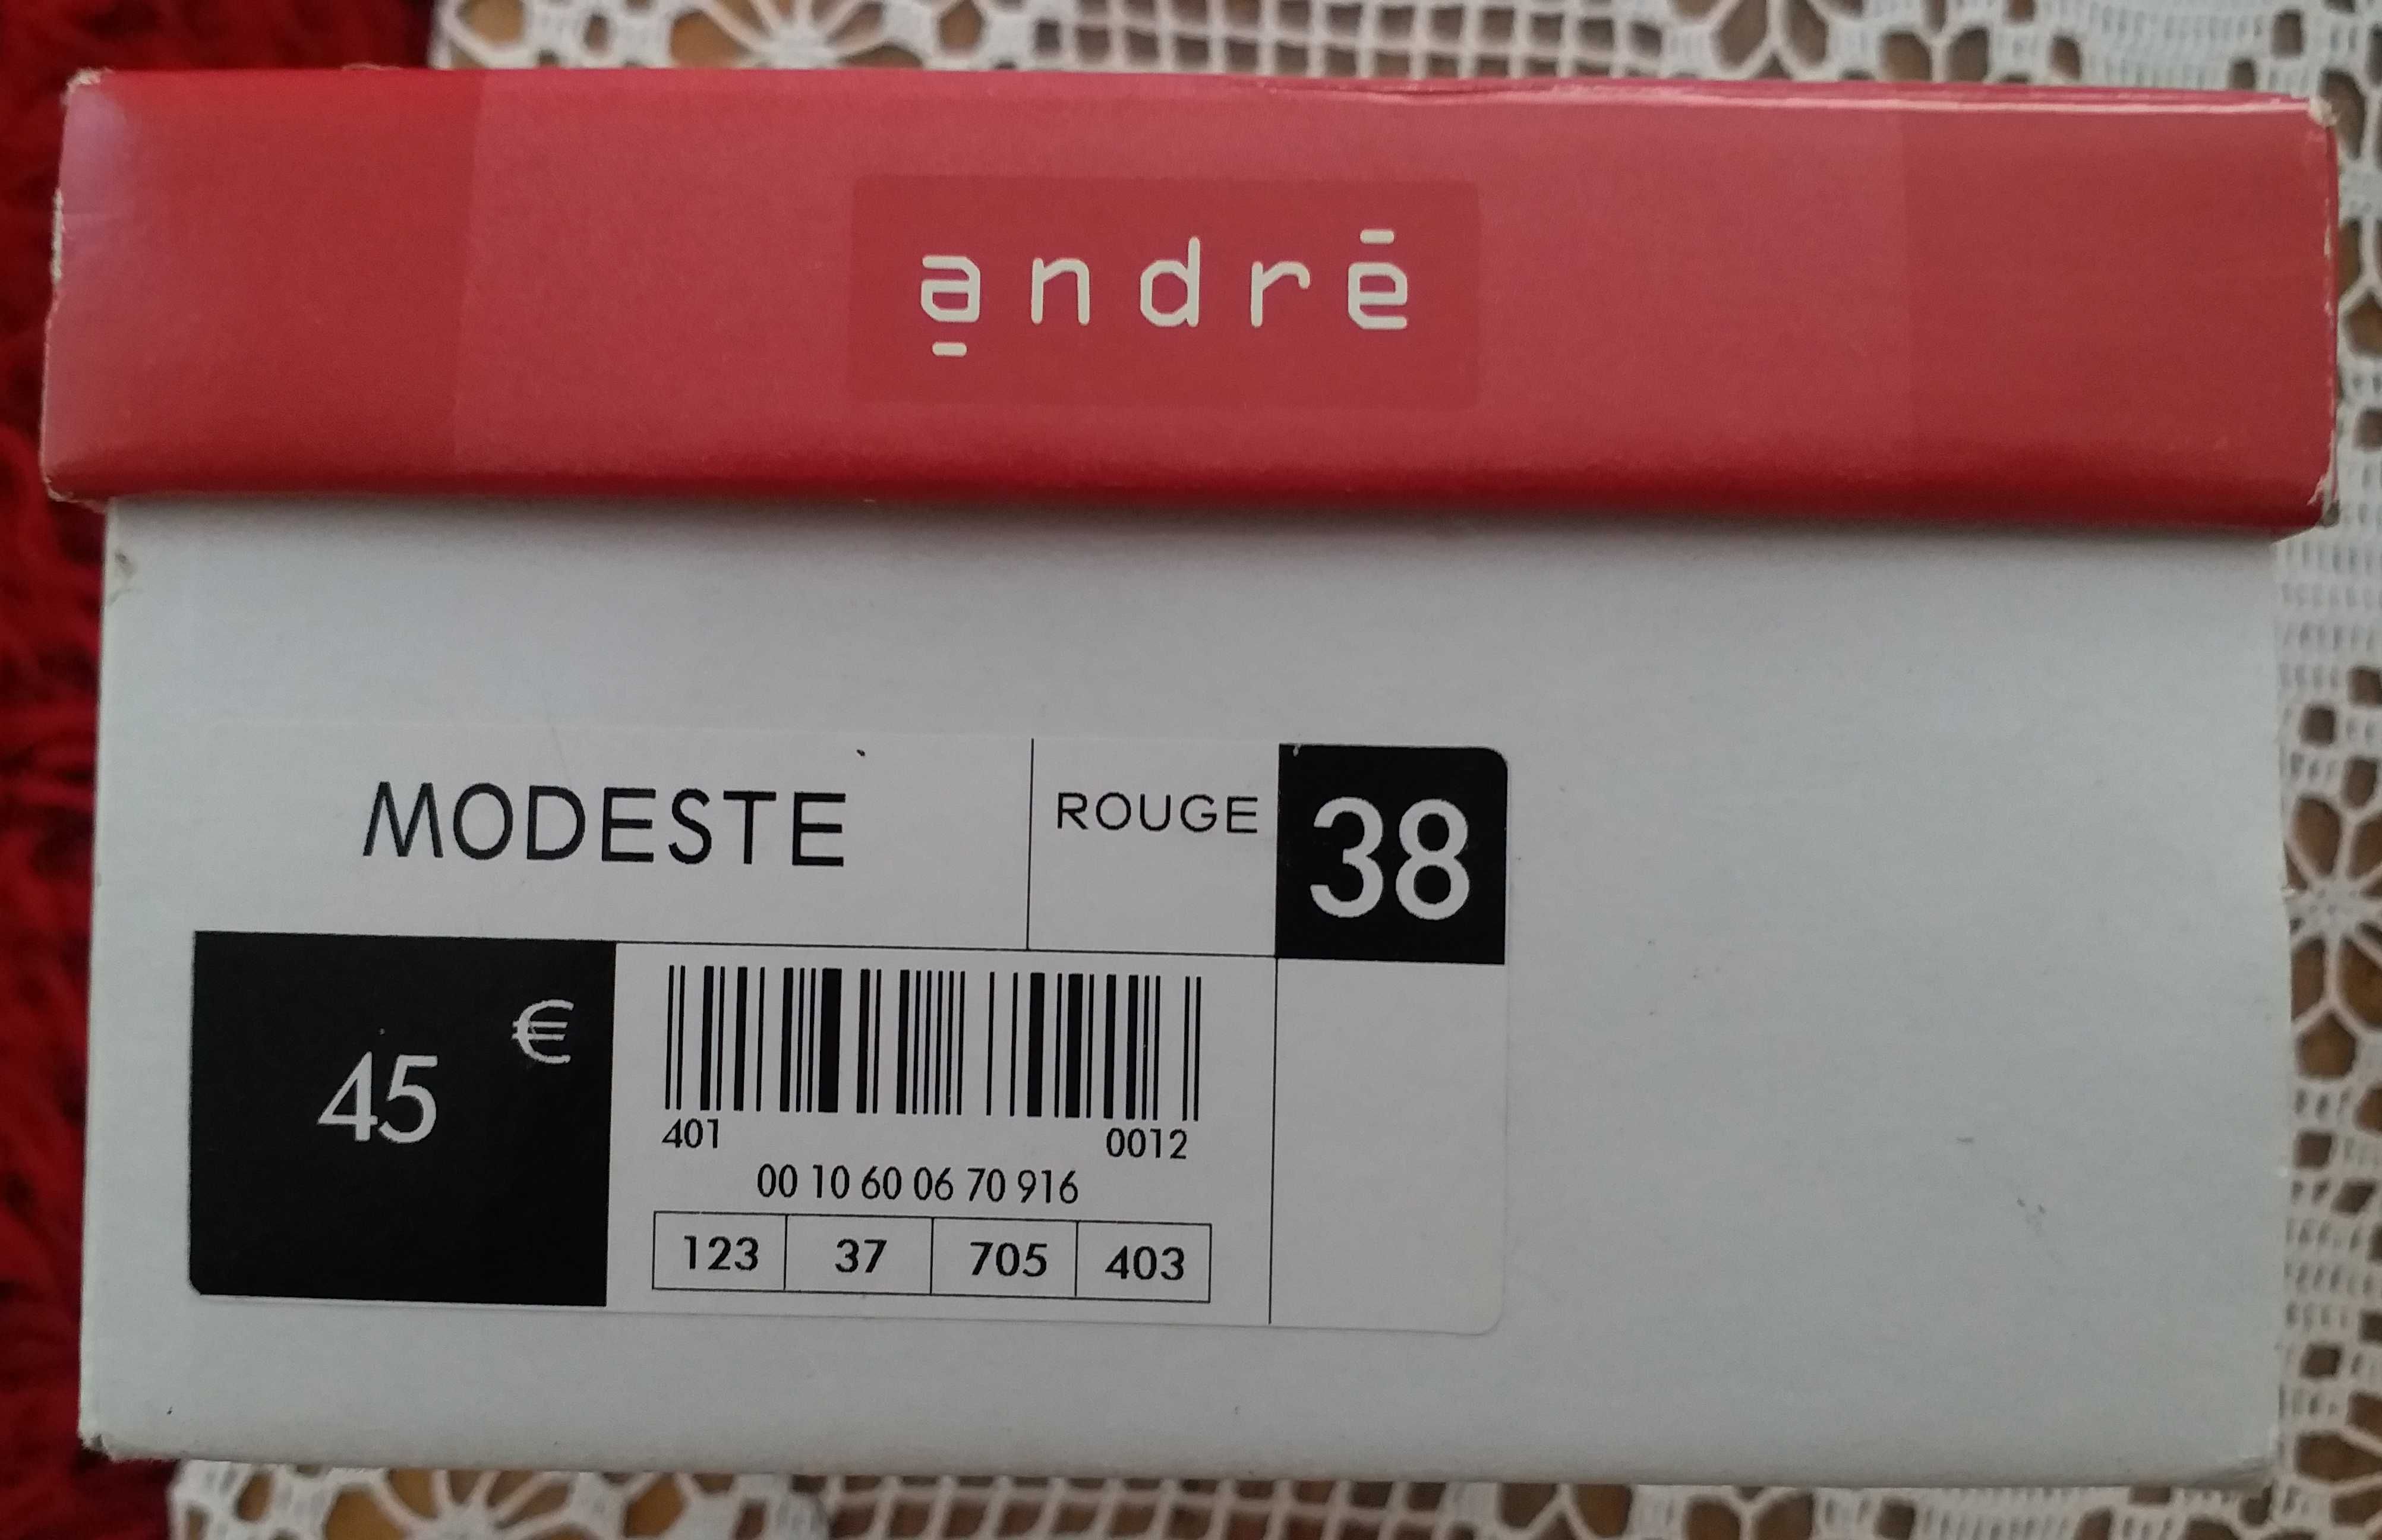 andré
MODESTE
ROUGE
38
45 €
401 0012
00 10 60 06 70 916
123 37 705 403